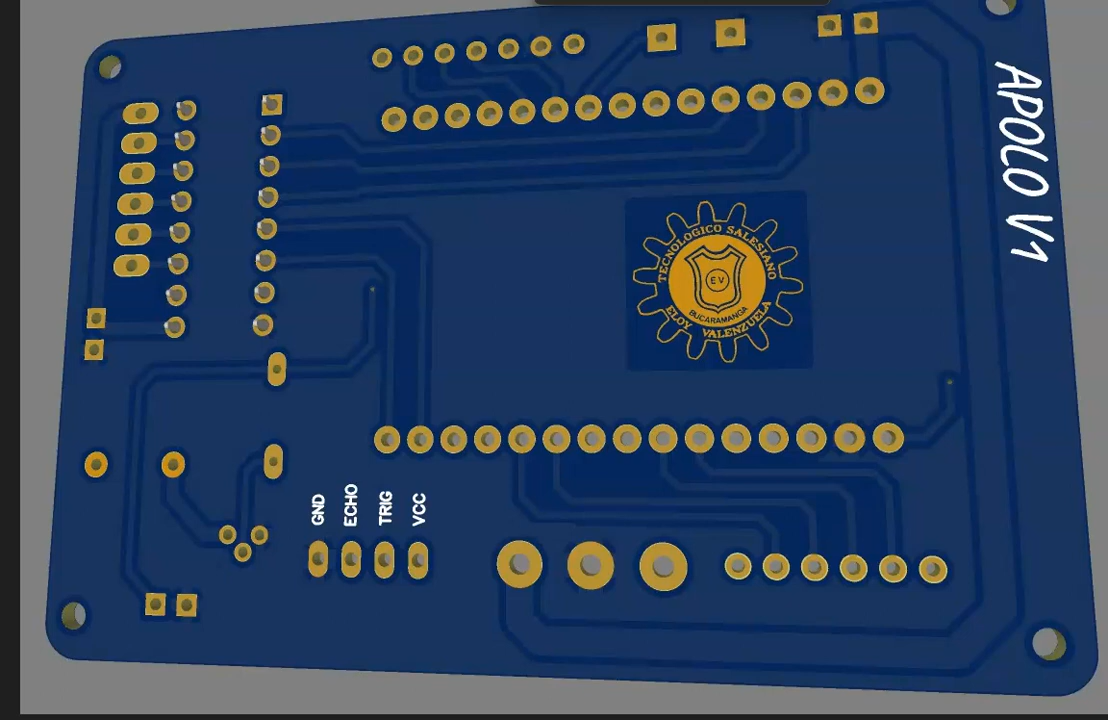 APOLO V1
TECNOLOGICO SALESIANO
EV
BUCARAMANGA
ELOY VALENZUELA
GND
ECHO
TRIG
VCC